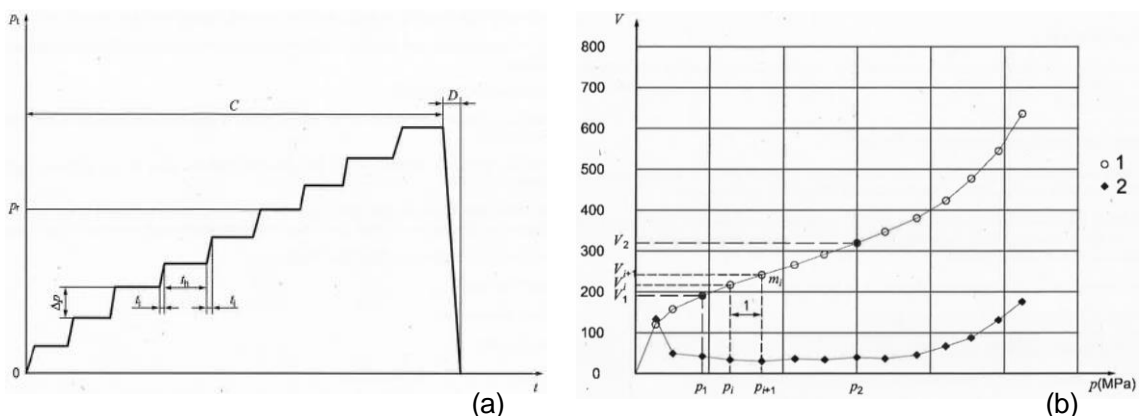 p_t
C
D
p_f
Δp
t_i
t_h
t_i
0
t
(a)
V
800
700
600
500
400
300
V_2
V_{i+1}
V_i
200
V_1
100
0
m_i
1
p_1
p_i
p_{i+1}
p_2
p(MPa)
1
2
(b)